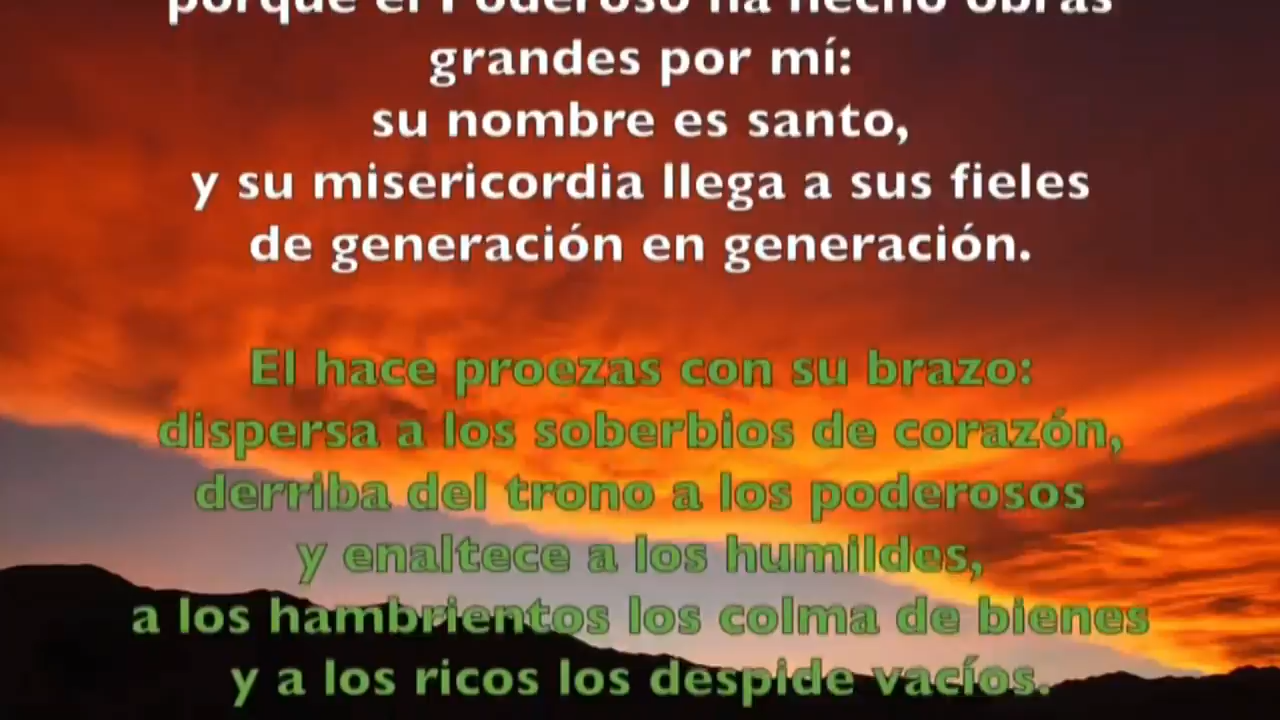 porque el Poderoso ha hecho obras
grandes por mí:
su nombre es santo,
y su misericordia llega a sus fieles
de generación en generación.
El hace proezas con su brazo:
dispersa a los soberbios de corazón,
derriba del trono a los poderosos
y enaltece a los humildes,
a los hambrientos los colma de bienes
y a los ricos los despide vacíos.